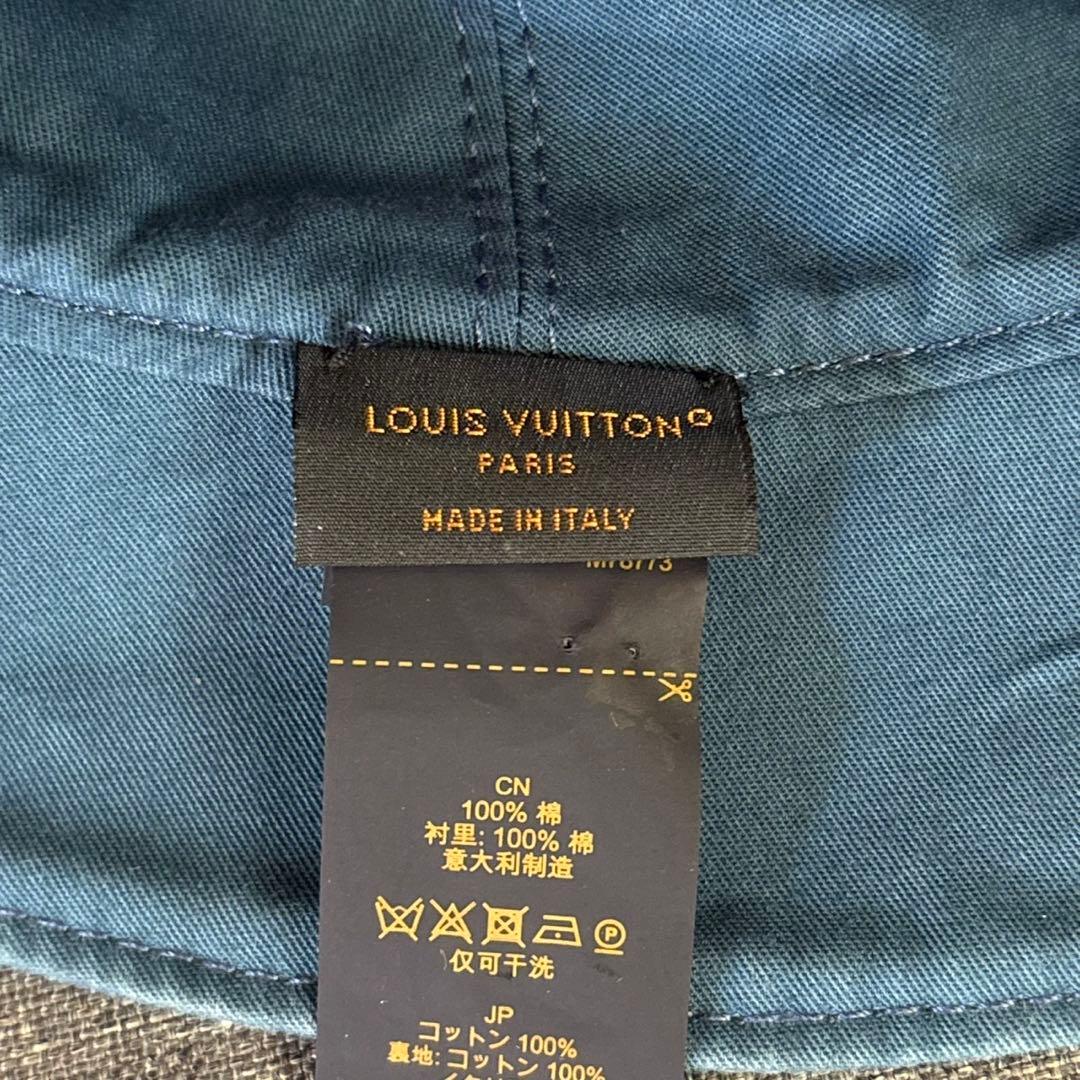 LOUIS VUITTON®
PARIS
MADE IN ITALY
M78773
CN
100% 棉
衬里: 100% 棉
意大利制造
P
仅可干洗
JP
コットン 100%
裏地: コットン 100%